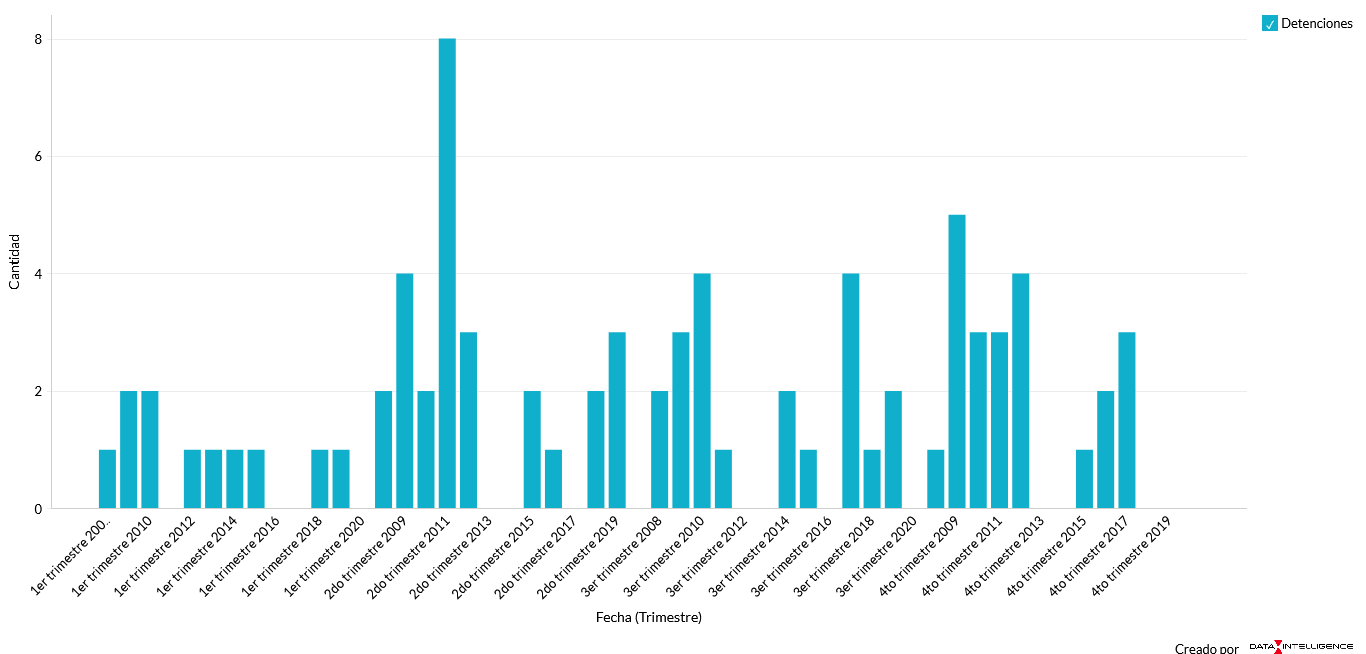 Detenciones
8
6
4
2
0
Cantidad
1er trimestre 200..
1er trimestre 2010
1er trimestre 2012
1er trimestre 2014
1er trimestre 2016
1er trimestre 2018
1er trimestre 2020
2do trimestre 2009
2do trimestre 2011
2do trimestre 2013
2do trimestre 2015
2do trimestre 2017
2do trimestre 2019
3er trimestre 2008
3er trimestre 2010
3er trimestre 2012
3er trimestre 2014
3er trimestre 2016
3er trimestre 2018
3er trimestre 2020
4to trimestre 2009
4to trimestre 2011
4to trimestre 2013
4to trimestre 2015
4to trimestre 2017
4to trimestre 2019
Fecha (Trimestre)
Creado por DATA INTELLIGENCE